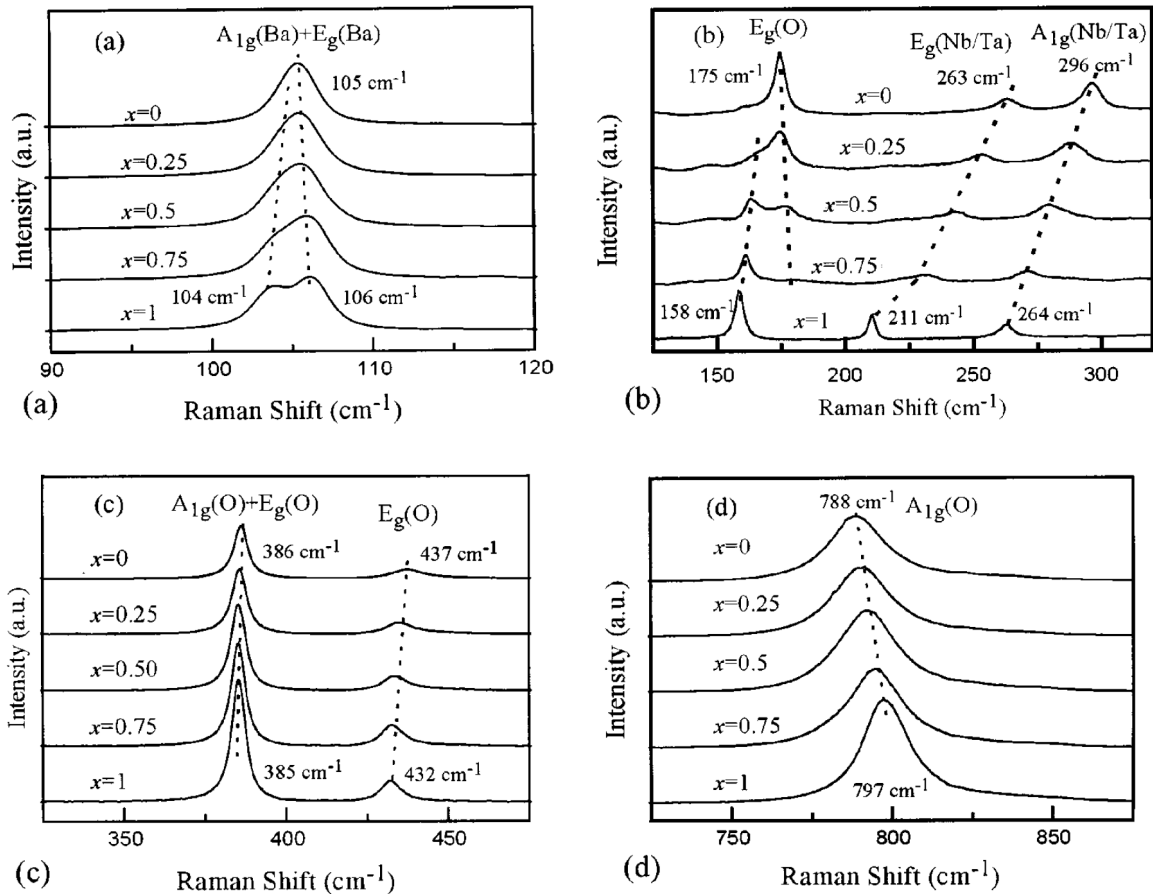 (a)
A1g(Ba)+Eg(Ba)
105 cm-1
x=0
x=0.25
x=0.5
x=0.75
104 cm-1
106 cm-1
x=1
Intensity (a.u.)
90
100
110
120
(a)
Raman Shift (cm-1)
(b)
Eg(O)
Eg(Nb/Ta)
A1g(Nb/Ta)
175 cm-1
263 cm-1
296 cm-1
x=0
x=0.25
x=0.5
x=0.75
158 cm-1
x=1
211 cm-1
264 cm-1
Intensity (a.u.)
150
200
250
300
(b)
Raman Shift (cm-1)
(c)
A1g(O)+Eg(O)
Eg(O)
x=0
386 cm-1
437 cm-1
x=0.25
x=0.50
x=0.75
x=1
385 cm-1
432 cm-1
Intensity (a.u.)
350
400
450
(c)
Raman Shift (cm-1)
(d)
788 cm-1
A1g(O)
x=0
x=0.25
x=0.5
x=0.75
x=1
797 cm-1
Intensity (a.u.)
750
800
850
(d)
Raman Shift (cm-1)